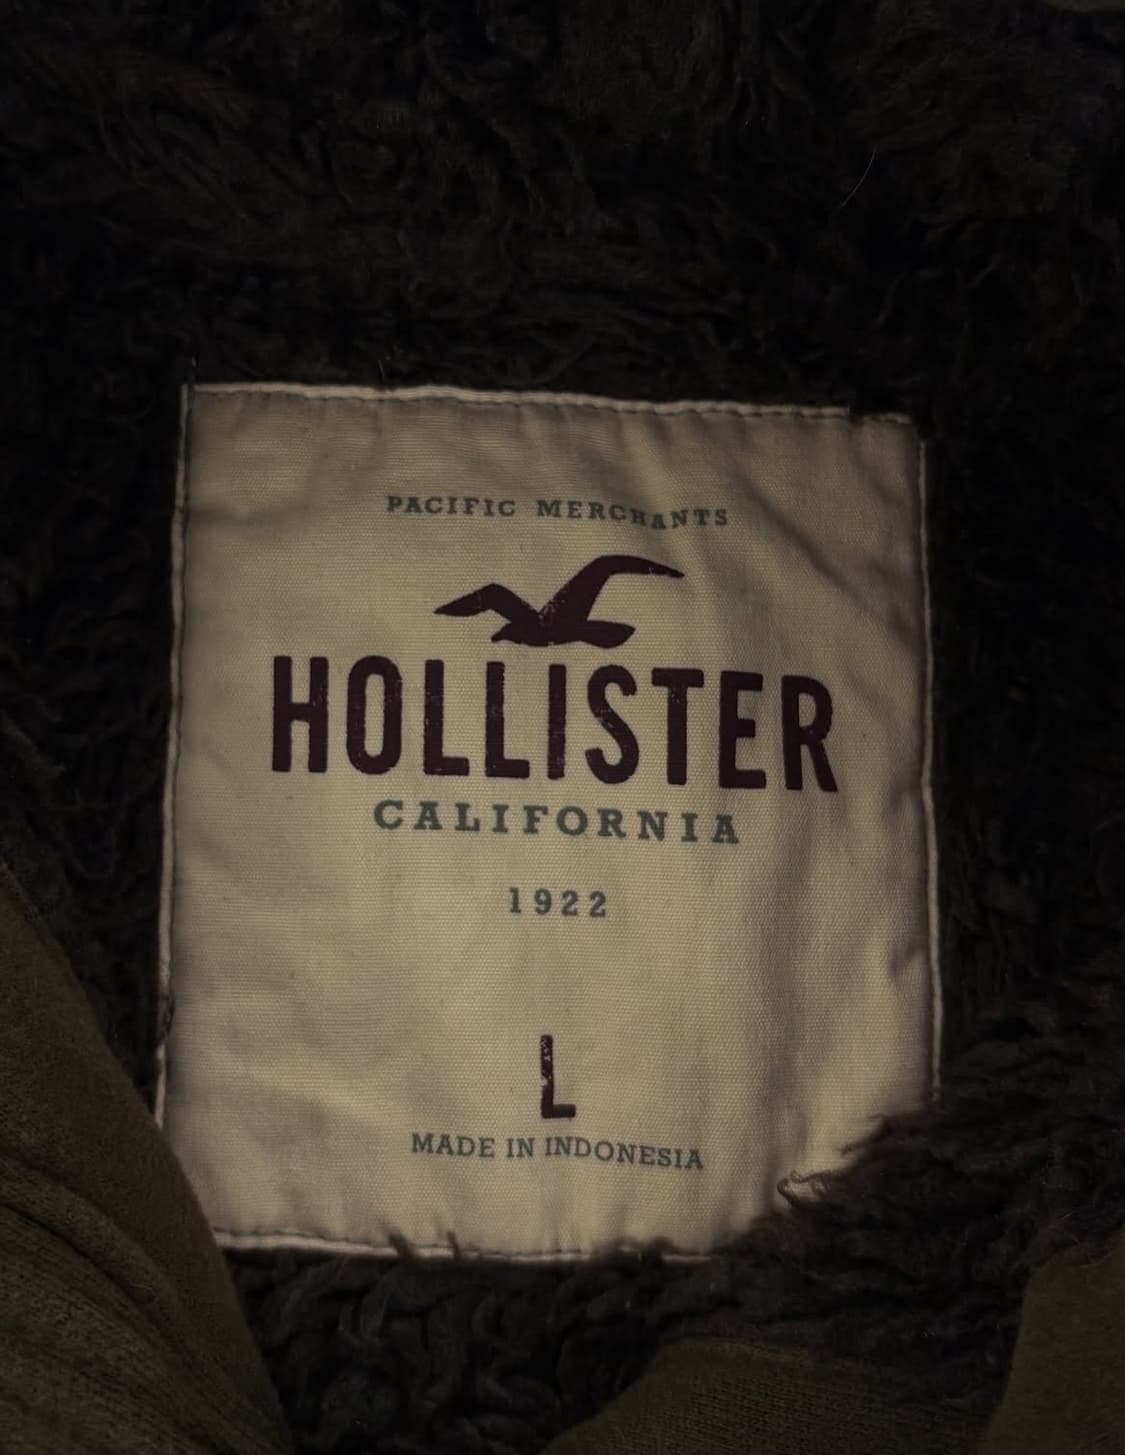 PACIFIC MERCHANTS
HOLLISTER
CALIFORNIA
1922
L
MADE IN INDONESIA